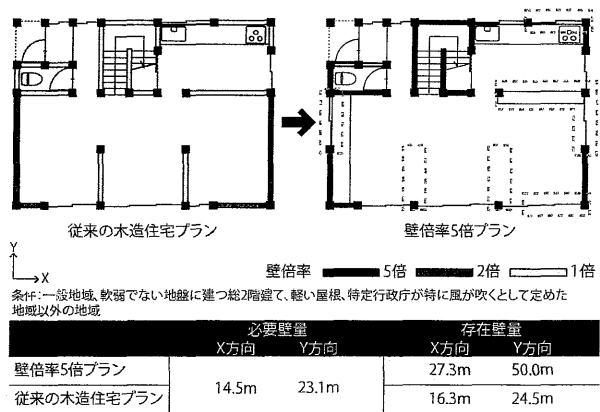 従来の木造住宅プラン
壁倍率5倍プラン
Y
X
壁倍率 5倍 2倍 1倍
条件:一般地域、軟弱でない地盤に建つ総2階建て、軽い屋根、特定行政庁が特に風が吹くとして定めた
地域以外の地域
必要壁量 存在壁量
X方向 Y方向 X方向 Y方向
壁倍率5倍プラン 27.3m 50.0m
14.5m 23.1m
従来の木造住宅プラン 16.3m 24.5m